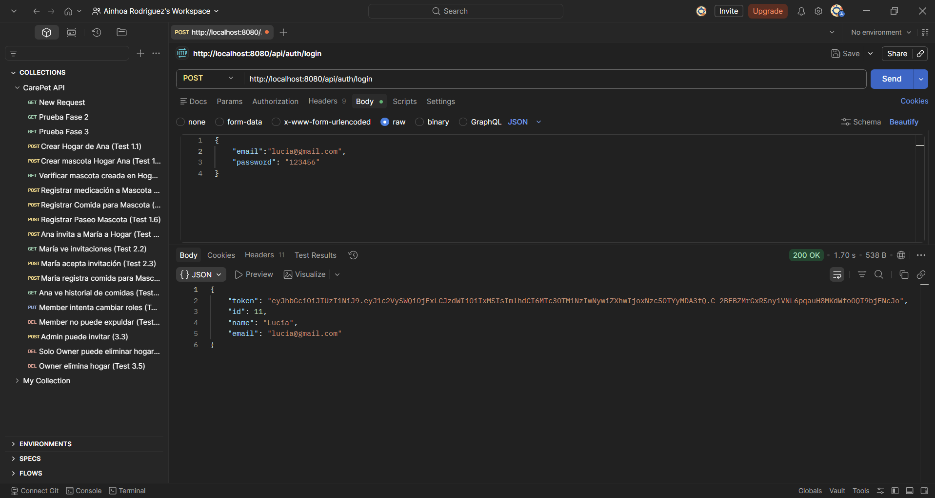 Ainhoa Rodriguez's Workspace
Search
Invite
Upgrade
POST http://localhost:8080/.
No environment
http://localhost:8080/api/auth/login
Save
Share
COLLECTIONS
CarePet API
GET New Request
GET Prueba Fase 2
GET Prueba Fase 3
POST Crear Hogar de Ana (Test 1.1)
POST Crear mascota Hogar Ana (Test 1...
GET Verificar mascota creada en Hog...
POST Registrar medicación a Mascota ...
POST Registrar Comida para Mascota (...
POST Registrar Paseo Mascota (Test 1.6)
POST Ana invita a María a Hogar (Test ...
GET María ve invitaciones (Test 2.2)
POST María acepta invitación (Test 2.3)
POST Maria registra comida para Masc...
GET Ana ve historial de comidas (Test...
PUT Member intenta cambiar roles (T...
DEL Member no puede expuldar (Test...
POST Admin puede invitar (3.3)
DEL Solo Owner puede eliminar hogar...
DEL Owner elimina hogar (Test 3.5)
My Collection
ENVIRONMENTS
SPECS
FLOWS
POST
http://localhost:8080/api/auth/login
Send
Docs Params Authorization Headers 9 Body Scripts Settings
Cookies
none form-data x-www-form-urlencoded raw binary GraphQL JSON
Schema Beautify
1 {
2 "email":"lucia@gmail.com",
3 "password": "123456"
4 }
Body Cookies Headers 11 Test Results
200 OK 1.70 s 538 B
{} JSON Preview Visualize
1 {
2 "token":
3 "id": 11,
4 "name": "Lucia",
5 "email": "lucia@gmail.com"
6 }
Connect Git Console Terminal
Globals Vault Tools